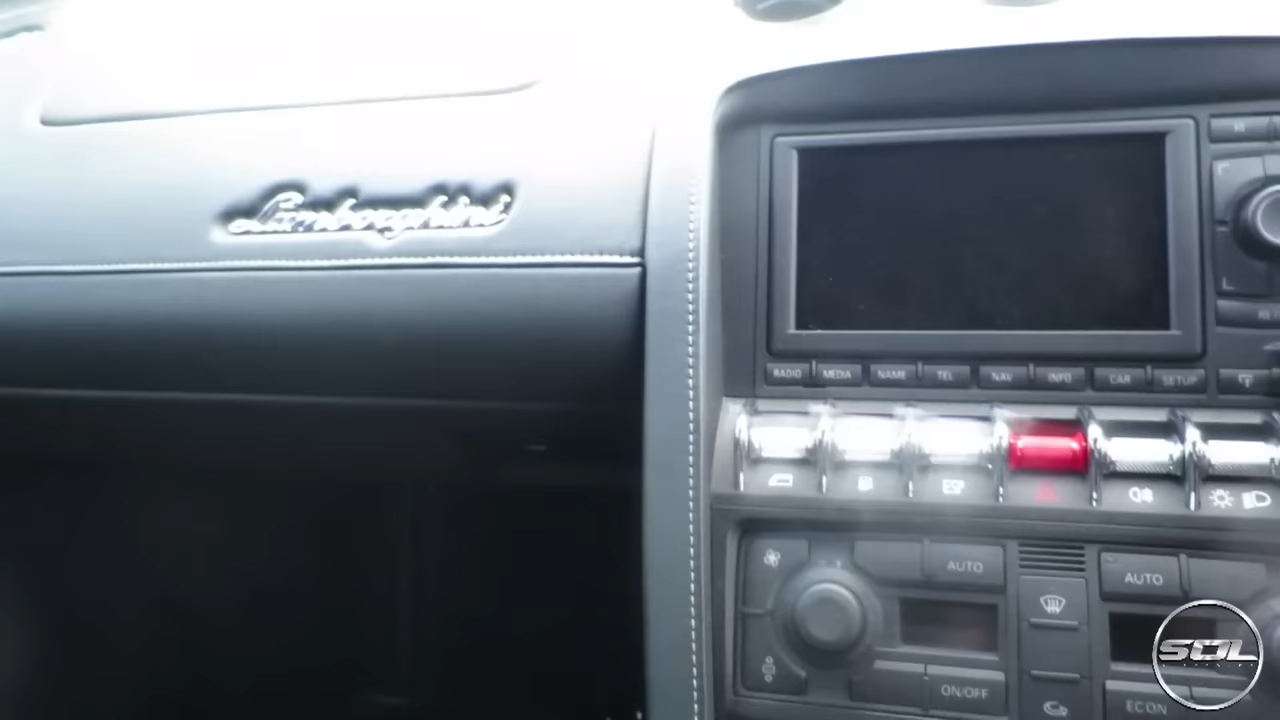 Lamborghini
RADIO MEDIA NAME TEL NAV INFO CAR SETUP
AUTO
AUTO
ON/OFF
ECON
SOL